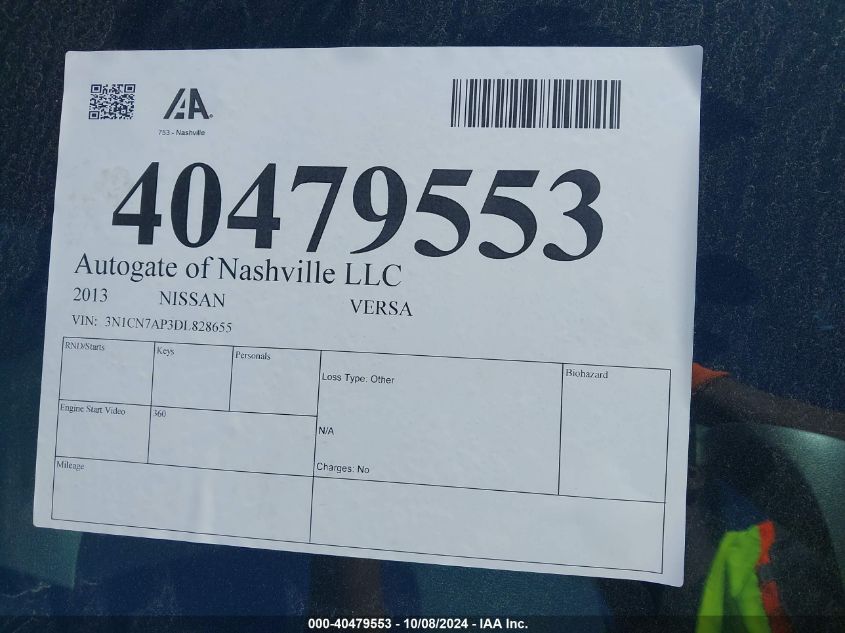 IAA
753 - Nashville
40479553
Autogate of Nashville LLC
2013 NISSAN VERSA
VIN: 3N1CN7AP3DL828655
RND/Starts Keys Personals
Loss Type: Other
Biohazard
Engine Start Video 360
N/A
Mileage
Charges: No
000-40479553 - 10/08/2024 - IAA Inc.